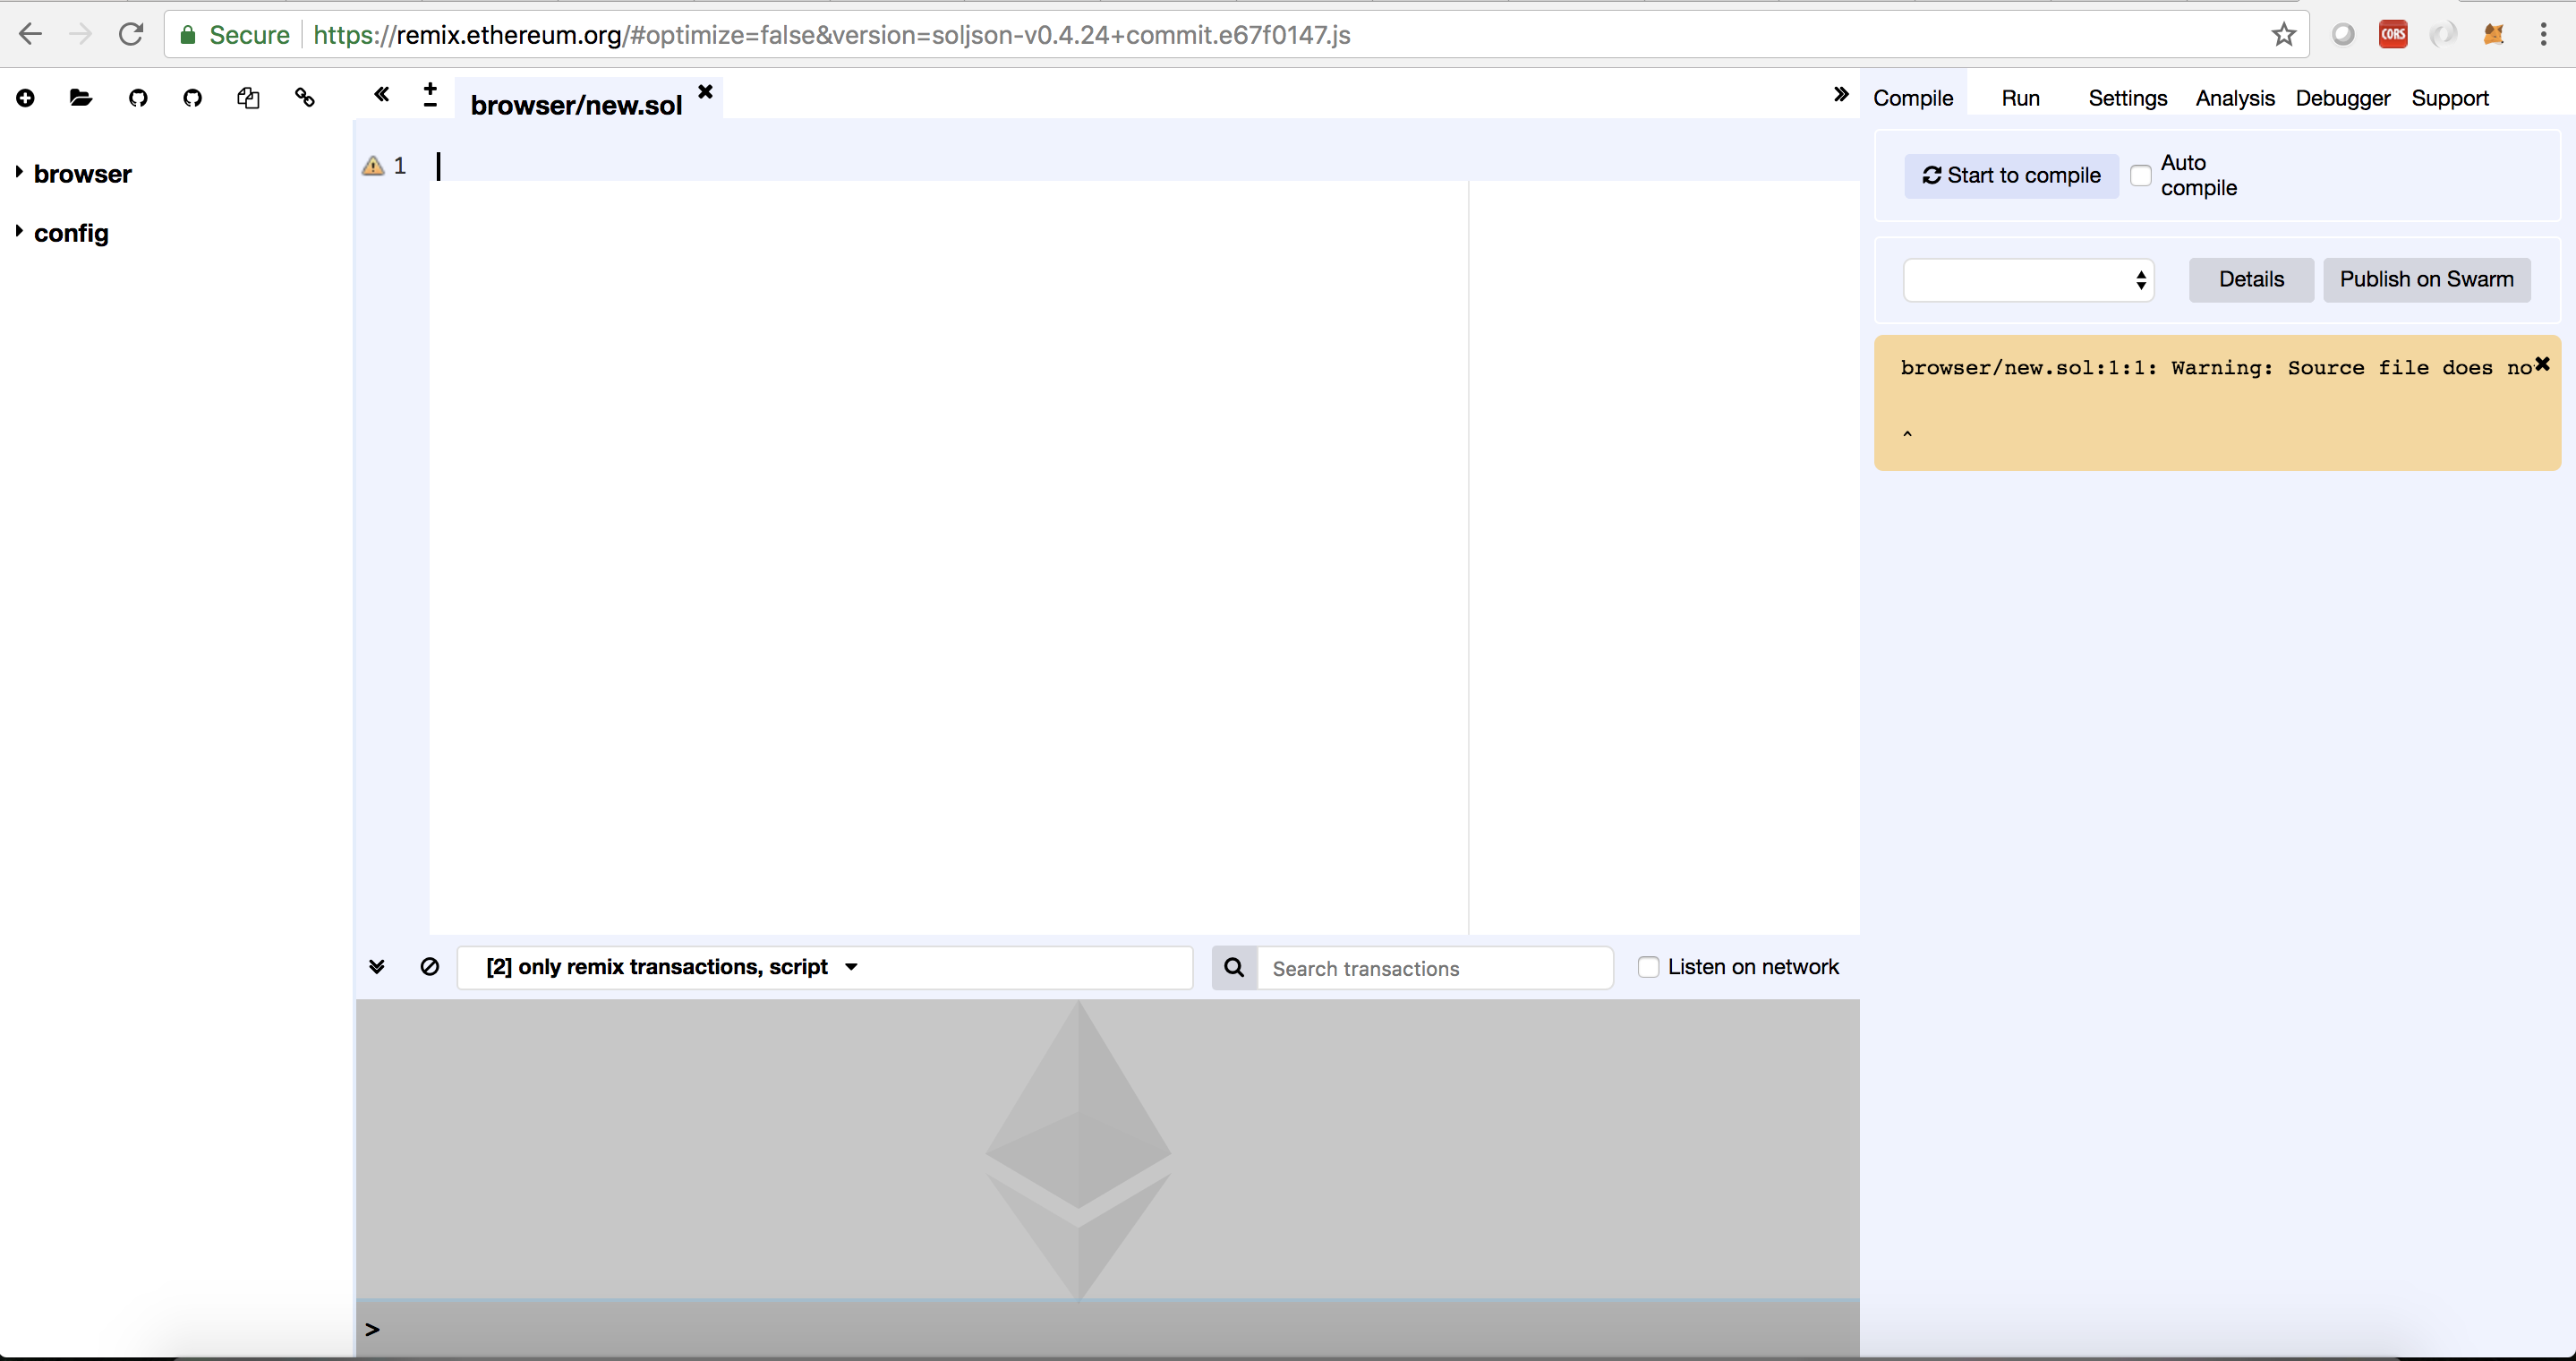 Secure https://remix.ethereum.org/#optimize=false&version=soljson-v0.4.24+commit.e67f0147.js
CORS
browser/new.sol
Compile Run Settings Analysis Debugger Support
browser
config
1
Start to compile
Auto compile
Details Publish on Swarm
browser/new.sol:1:1: Warning: Source file does no
^
[2] only remix transactions, script
Search transactions
Listen on network
>